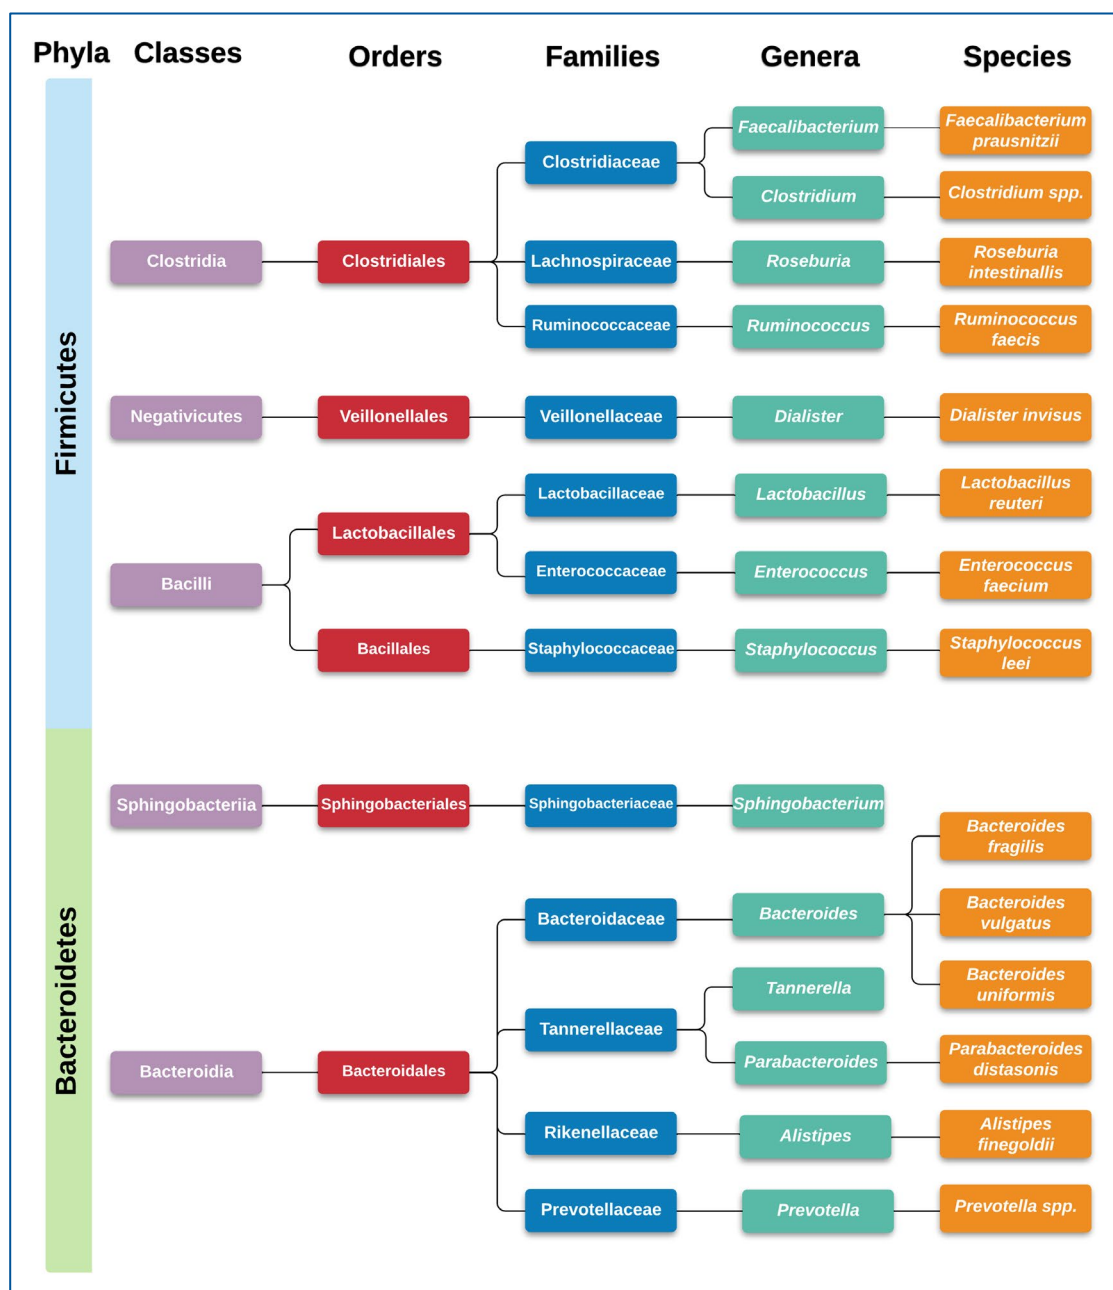 Phyla Classes Orders Families Genera Species
Firmicutes
Clostridia
Clostridiales
Clostridiaceae
Faecalibacterium
Faecalibacterium
prausnitzii
Clostridium
Clostridium spp.
Lachnospiraceae
Roseburia
Roseburia
intestinallis
Ruminococcaceae
Ruminococcus
Ruminococcus
faecis
Negativicutes
Veillonellales
Veillonellaceae
Dialister
Dialister invisus
Bacilli
Lactobacillales
Lactobacillaceae
Lactobacillus
Lactobacillus
reuteri
Enterococcaceae
Enterococcus
Enterococcus
faecium
Bacillales
Staphylococcaceae
Staphylococcus
Staphylococcus
leei
Bacteroidetes
Sphingobacteriia
Sphingobacteriales
Sphingobacteriaceae
Sphingobacterium
Bacteroidia
Bacteroidales
Bacteroidaceae
Bacteroides
Bacteroides
fragilis
Bacteroides
vulgatus
Bacteroides
uniformis
Tannerellaceae
Tannerella
Parabacteroides
Parabacteroides
distasonis
Rikenellaceae
Alistipes
Alistipes
finegoldii
Prevotellaceae
Prevotella
Prevotella spp.